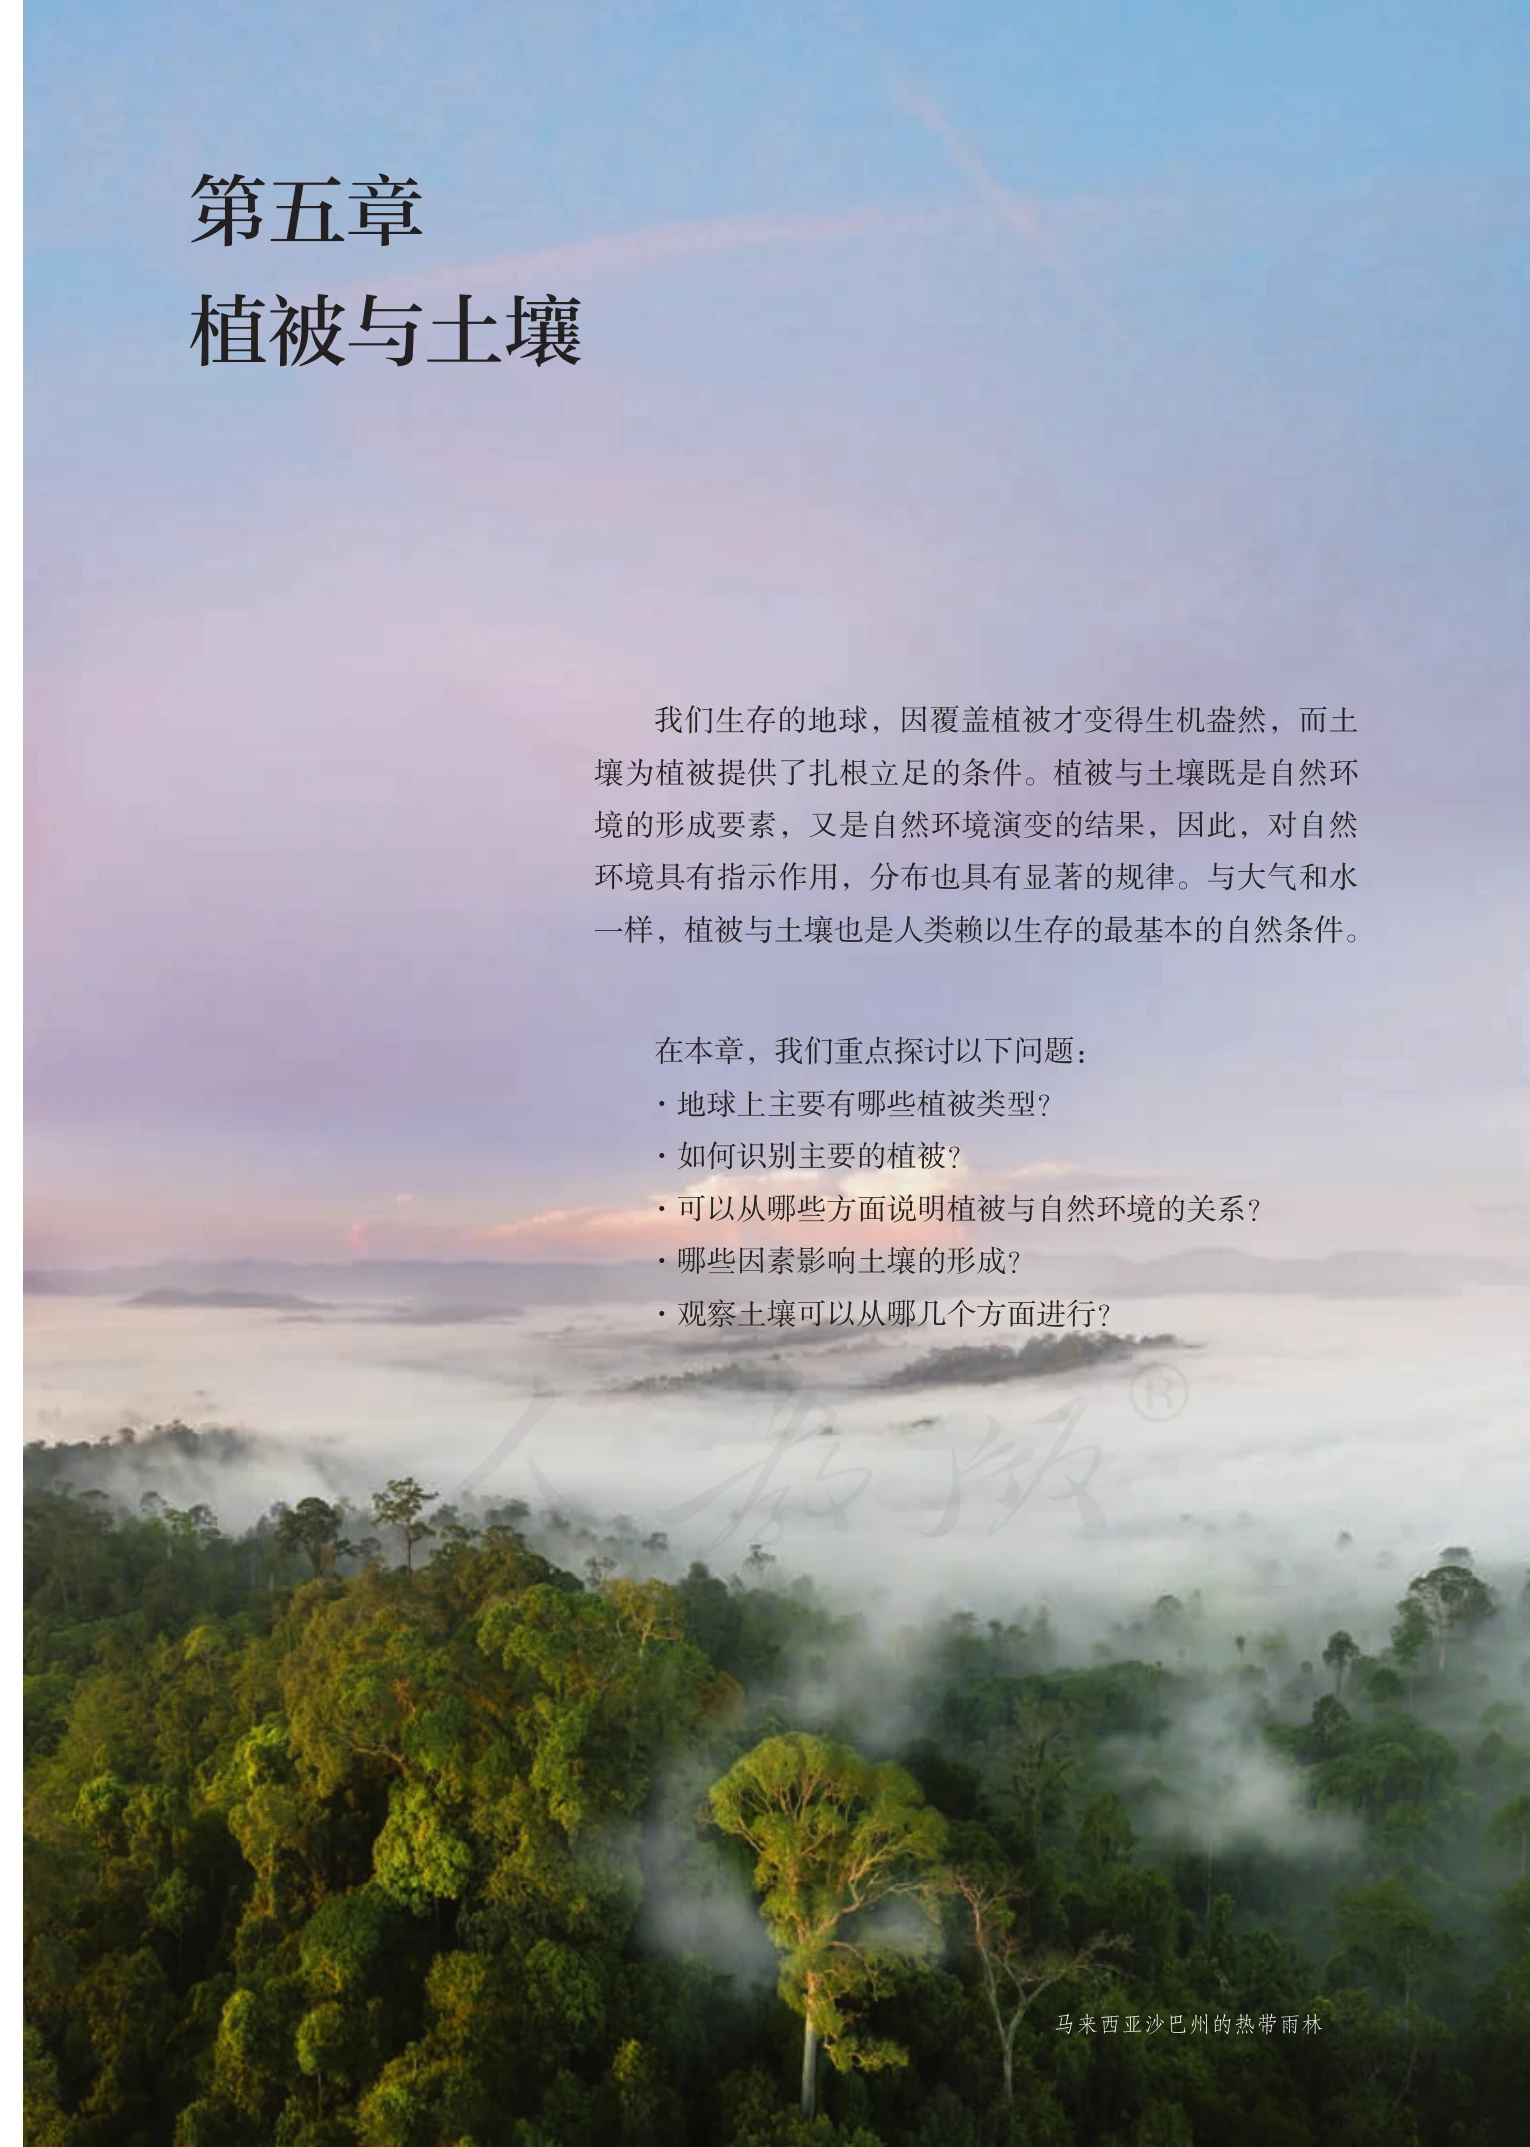 第五章
植被与土壤
我们生存的地球，因覆盖植被才变得生机盎然，而土
壤为植被提供了扎根立足的条件。植被与土壤既是自然环
境的形成要素，又是自然环境演变的结果，因此，对自然
环境具有指示作用，分布也具有显著的规律。与大气和水
一样，植被与土壤也是人类赖以生存的最基本的自然条件。
在本章，我们重点探讨以下问题：
·地球上主要有哪些植被类型？
·如何识别主要的植被？
·可以从哪些方面说明植被与自然环境的关系？
·哪些因素影响土壤的形成？
·观察土壤可以从哪几个方面进行？
人教版®
马来西亚沙巴州的热带雨林